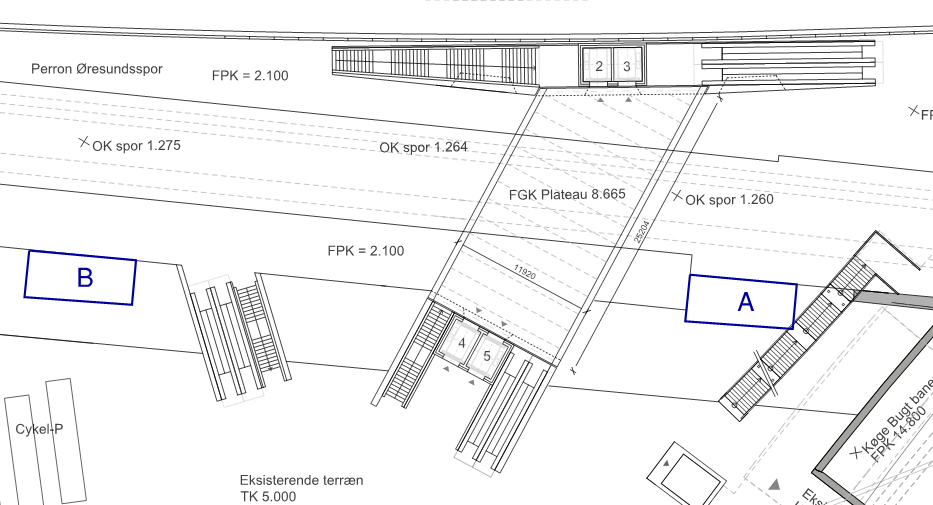 Perron Øresundsspor
FPK = 2.100
2
3
OK spor 1.275
OK spor 1.264
FGK Plateau 8.665
OK spor 1.260
25204
FPK = 2.100
11920
B
A
4
5
Cykel-P
Køge Bugt bane
FPK 14.800
Eksisterende terræn
TK 5.000